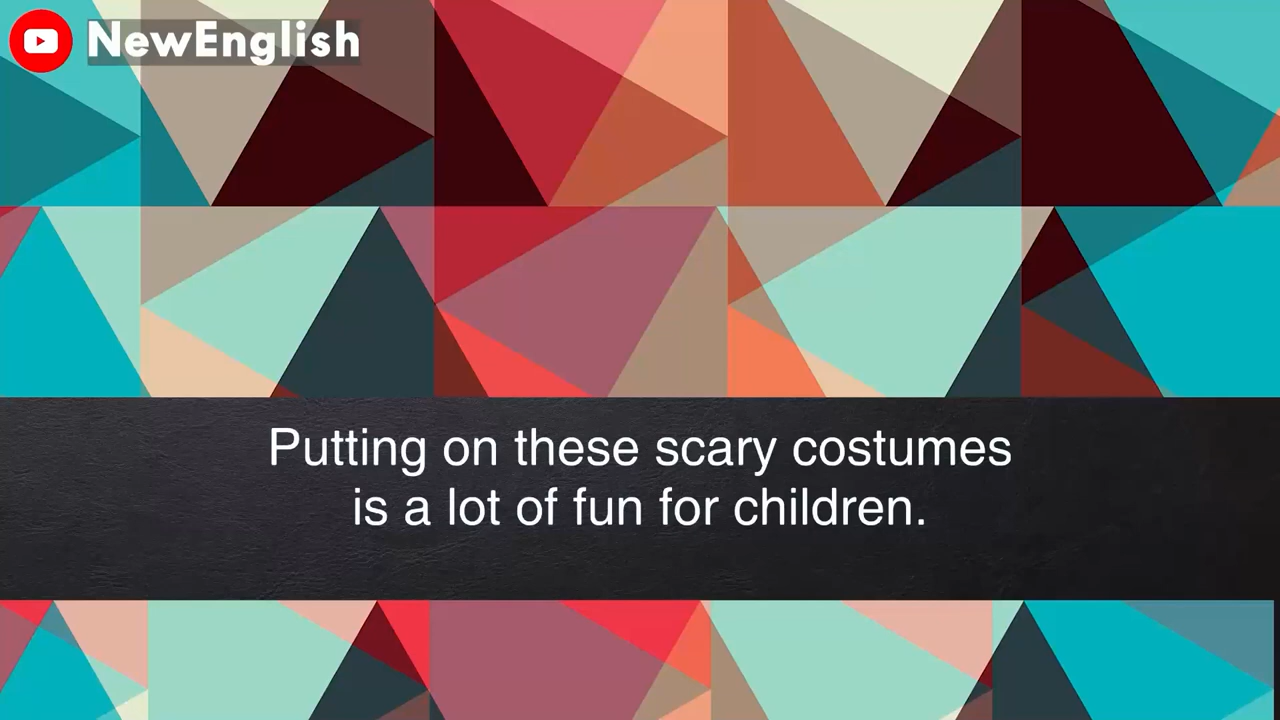 NewEnglish
Putting on these scary costumes
is a lot of fun for children.